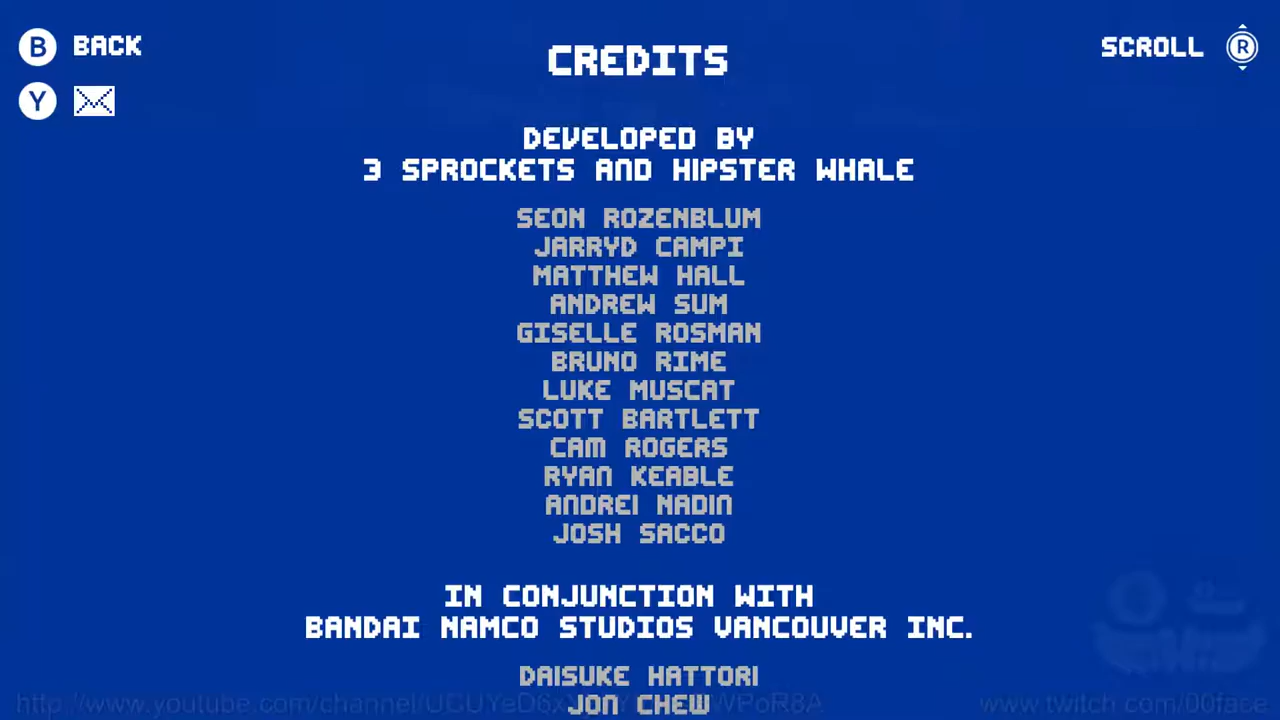 B BACK
Y
CREDITS
SCROLL R
DEVELOPED BY
3 SPROCKETS AND HIPSTER WHALE
SEON ROZENBLUM
JARRYD CAMPI
MATTHEW HALL
ANDREW SUM
GISELLE ROSMAN
BRUNO RIME
LUKE MUSCAT
SCOTT BARTLETT
CAM ROGERS
RYAN KEABLE
ANDREI NADIN
JOSH SACCO
IN CONJUNCTION WITH
BANDAI NAMCO STUDIOS VANCOUVER INC.
DAISUKE HATTORI
JON CHEW
www.twitch.com/00face